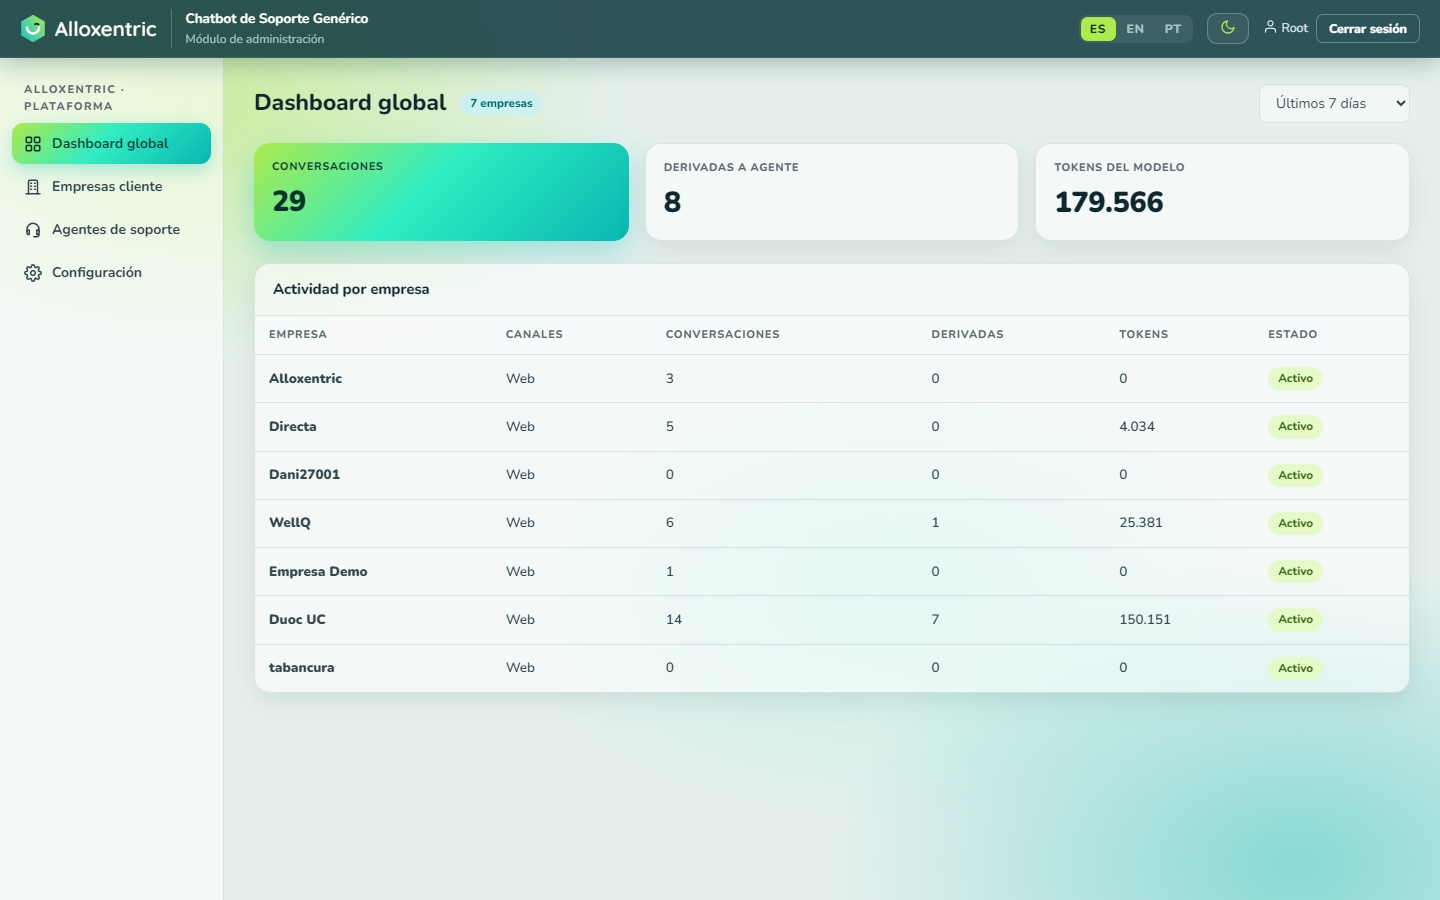 Alloxentric
Chatbot de Soporte Genérico
Módulo de administración
ES EN PT
Root
Cerrar sesión
ALLOXENTRIC ·
PLATAFORMA
Dashboard global
Empresas cliente
Agentes de soporte
Configuración
Dashboard global
7 empresas
Últimos 7 días
CONVERSACIONES
29
DERIVADAS A AGENTE
8
TOKENS DEL MODELO
179.566
Actividad por empresa
EMPRESA CANALES CONVERSACIONES DERIVADAS TOKENS ESTADO
Alloxentric Web 3 0 0 Activo
Directa Web 5 0 4.034 Activo
Dani27001 Web 0 0 0 Activo
WellQ Web 6 1 25.381 Activo
Empresa Demo Web 1 0 0 Activo
Duoc UC Web 14 7 150.151 Activo
tabancura Web 0 0 0 Activo